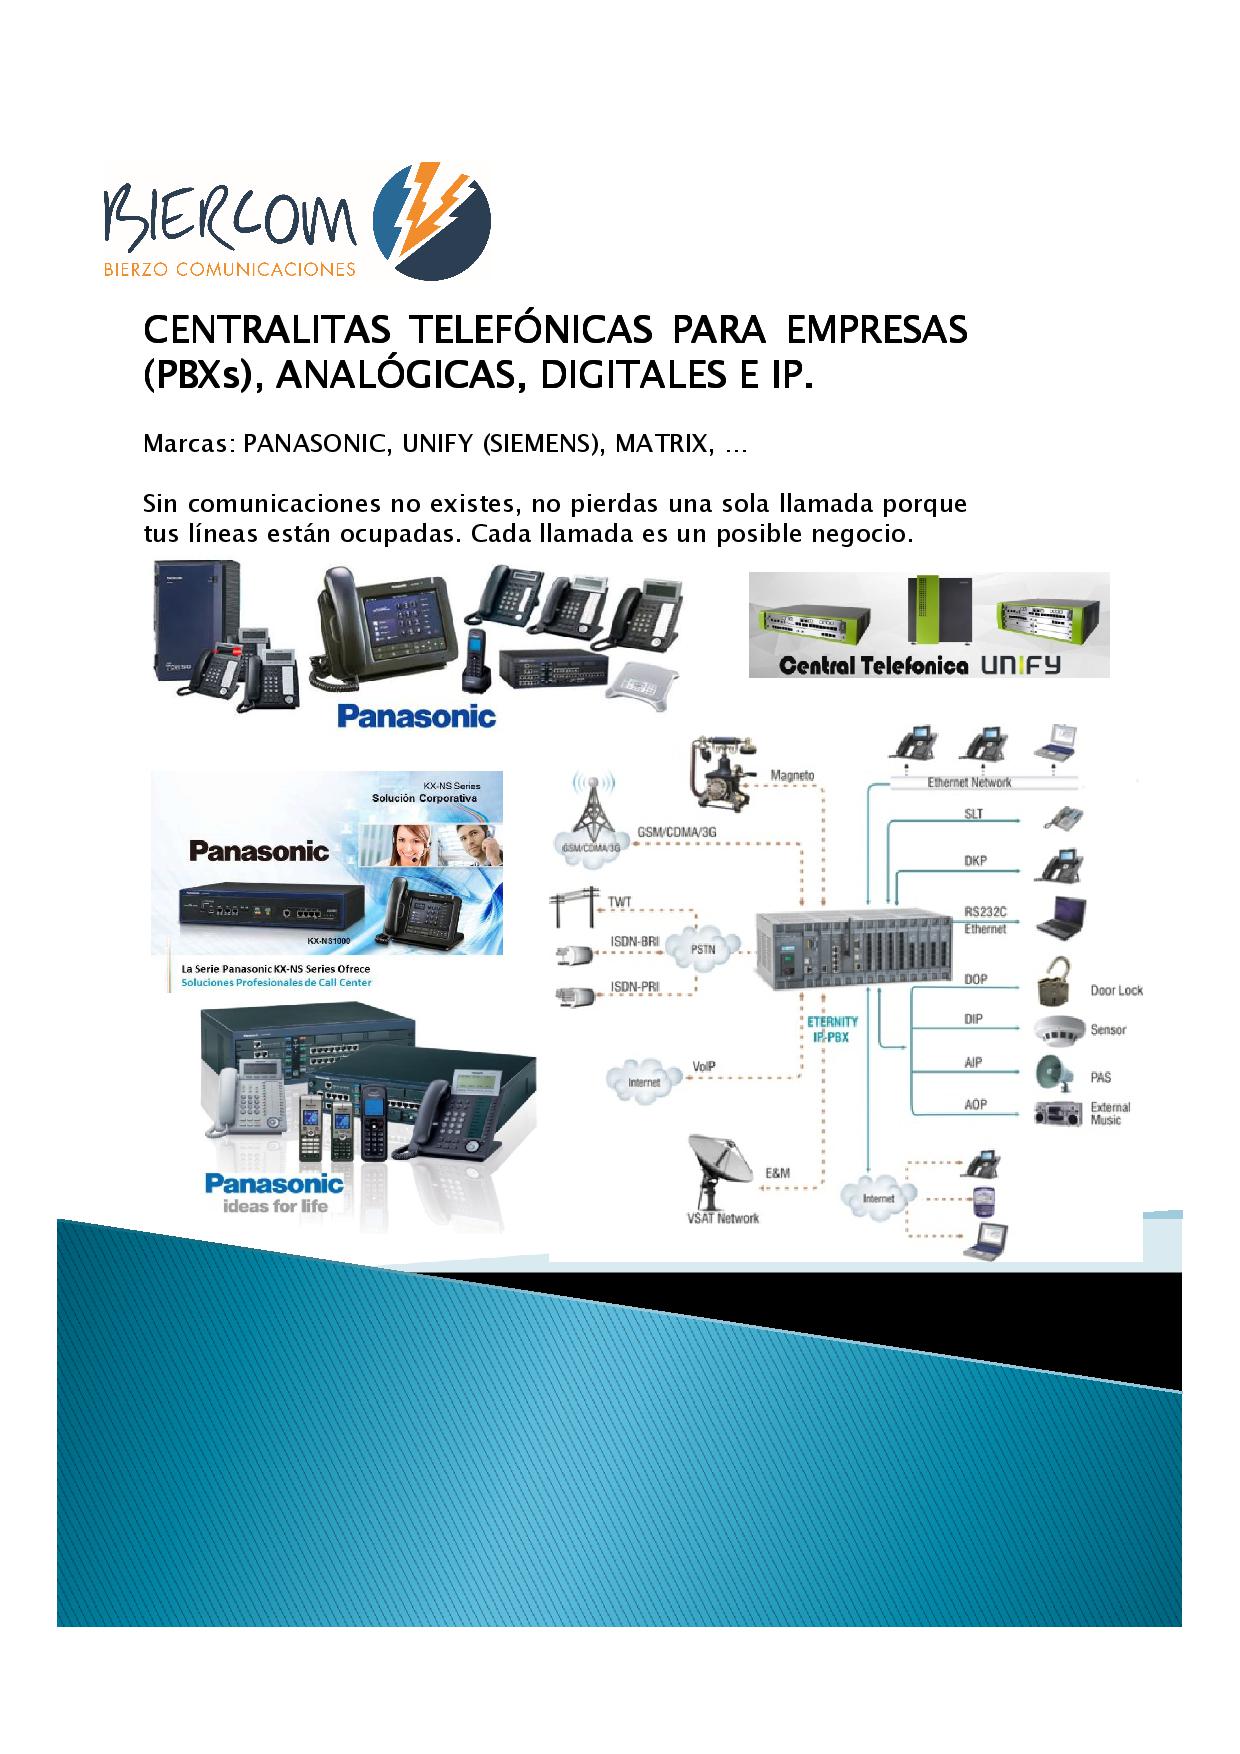 BIERCOM
BIERZO COMUNICACIONES
CENTRALITAS TELEFÓNICAS PARA EMPRESAS
(PBXs), ANALÓGICAS, DIGITALES E IP.
Marcas: PANASONIC, UNIFY (SIEMENS), MATRIX, ...
Sin comunicaciones no existes, no pierdas una sola llamada porque
tus líneas están ocupadas. Cada llamada es un posible negocio.
Panasonic
Central Telefonica UNIFY
KX-NS Series
Solución Corporativa
Panasonic
KX-NS1000
La Serie Panasonic KX-NS Series Ofrece
Soluciones Profesionales de Call Center
Panasonic
ideas for life
Magneto
Ethernet Network
GSM/CDMA/3G
GSM/CDMA/3G
SLT
DKP
TWT
RS232C
Ethernet
ISDN-BRI
PSTN
ISDN-PRI
DOP
Door Lock
ETERNITY
IP-PBX
DIP
Sensor
VoIP
Internet
AIP
PAS
AOP
External
Music
E&M
VSAT Network
Internet